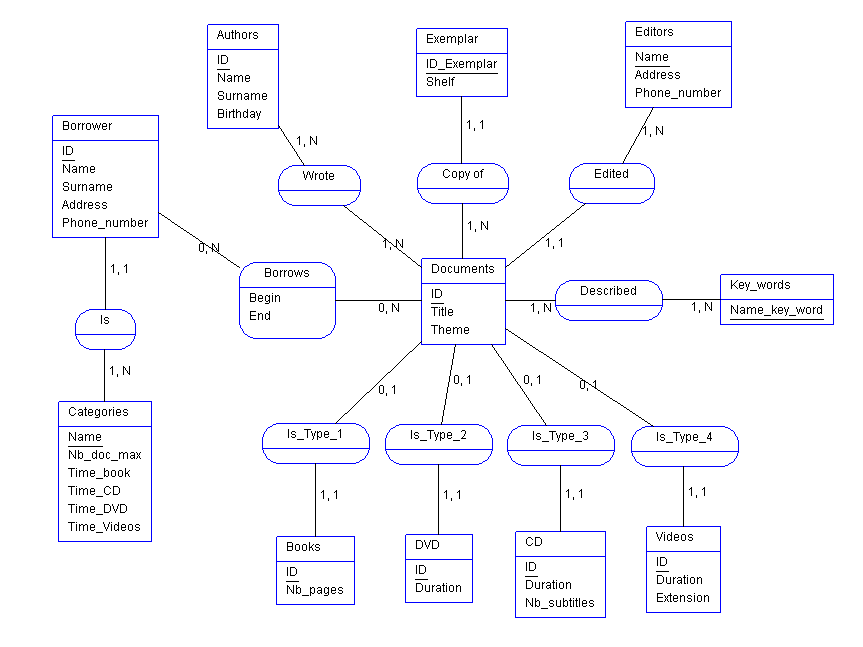 Authors
ID
Name
Surname
Birthday
Exemplar
ID_Exemplar
Shelf
Editors
Name
Address
Phone_number
Borrower
ID
Name
Surname
Address
Phone_number
1, N
1, 1
1, N
Wrote
Copy of
Edited
0, N
1, N
1, N
1, 1
1, 1
Borrows
Begin
End
Documents
ID
Title
Theme
Described
Key_words
Name_key_word
0, N
1, N
1, N
Is
1, N
0, 1
0, 1
0, 1
0, 1
Categories
Name
Nb_doc_max
Time_book
Time_CD
Time_DVD
Time_Videos
Is_Type_1
Is_Type_2
Is_Type_3
Is_Type_4
1, 1
1, 1
1, 1
1, 1
Books
ID
Nb_pages
DVD
ID
Duration
CD
ID
Duration
Nb_subtitles
Videos
ID
Duration
Extension